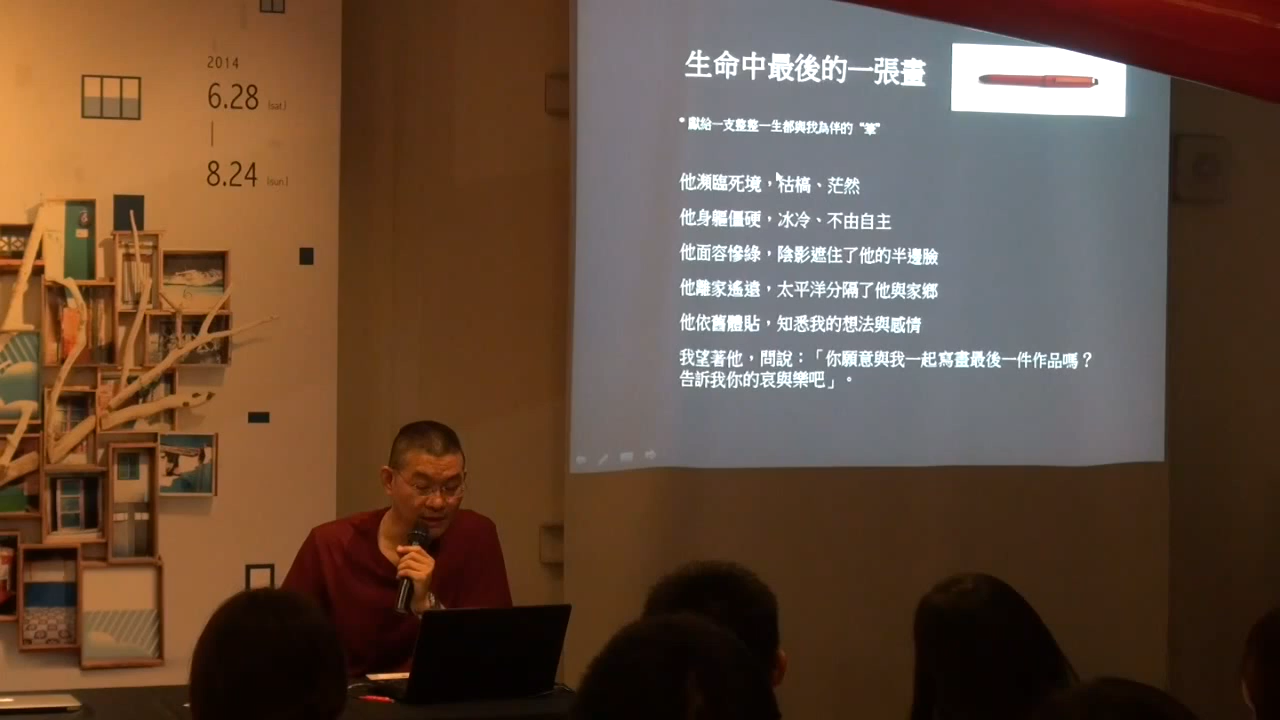 2014
6.28 (sat.)
8.24 (sun)
生命中最後的一張畫
• 獻給一支整整一生都與我為伴的“筆”
他瀕臨死境，枯槁、茫然
他身軀僵硬，冰冷、不由自主
他面容慘綠，陰影遮住了他的半邊臉
他離家遙遠，太平洋分隔了他與家鄉
他依舊體貼，知悉我的想法與感情
我望著他，問說：「你願意與我一起寫畫最後一件作品嗎？
告訴我你的哀與樂吧」。